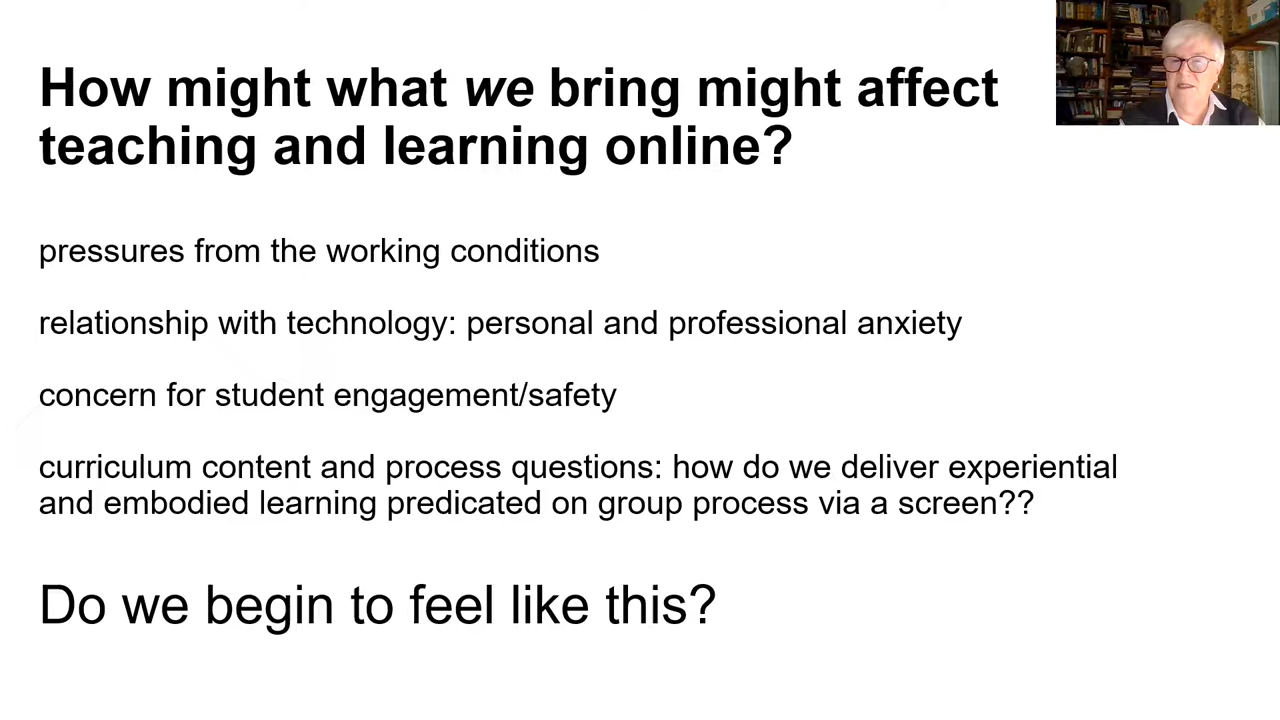 How might what we bring might affect
teaching and learning online?
pressures from the working conditions
relationship with technology: personal and professional anxiety
concern for student engagement/safety
curriculum content and process questions: how do we deliver experiential
and embodied learning predicated on group process via a screen??
Do we begin to feel like this?